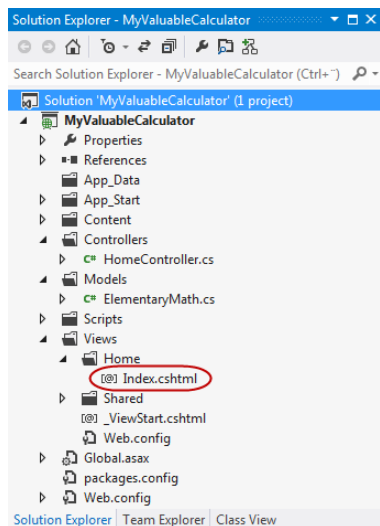 Solution Explorer - MyValuableCalculator
Search Solution Explorer - MyValuableCalculator (Ctrl+¨)
Solution 'MyValuableCalculator' (1 project)
MyValuableCalculator
Properties
References
App_Data
App_Start
Content
Controllers
C# HomeController.cs
Models
C# ElementaryMath.cs
Scripts
Views
Home
[@] Index.cshtml
Shared
[@] _ViewStart.cshtml
Web.config
Global.asax
packages.config
Web.config
Solution Explorer Team Explorer Class View